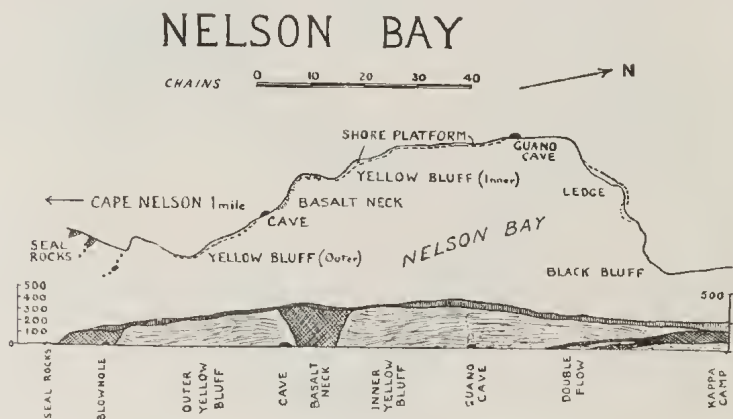 NELSON BAY
CHAINS
0 10 20 30 40
N
SHORE PLATFORM
GUANO
CAVE
YELLOW BLUFF (Inner)
LEDGE
BASALT NECK
CAPE NELSON 1 mile
CAVE
NELSON BAY
SEAL
ROCKS
YELLOW BLUFF (Outer)
BLACK BLUFF
500
400
300
200
100
0
500
SEAL ROCKS
BLOWHOLE
OUTER
YELLOW
BLUFF
CAVE
BASALT
NECK
INNER
YELLOW
BLUFF
GUANO
CAVE
DOUBLE
FLOW
KAPPA
CAMP